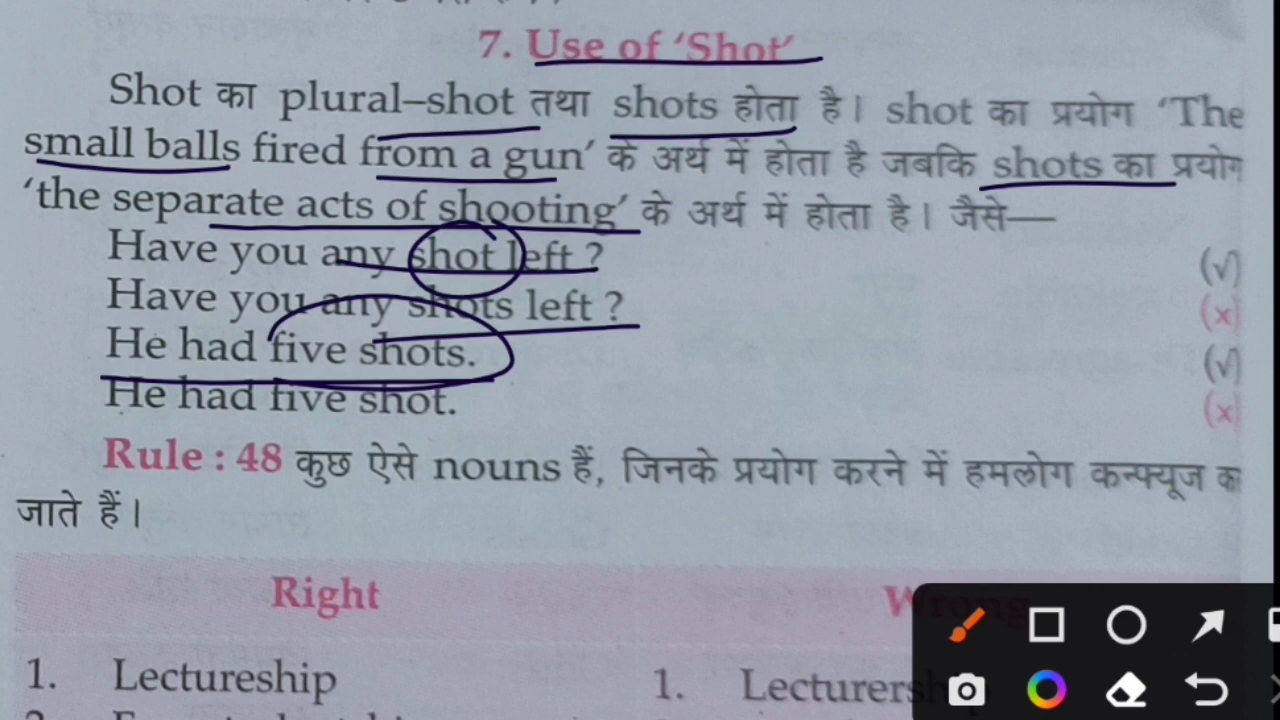 7. Use of 'Shot'
Shot का plural–shot तथा shots होता है। shot का प्रयोग 'The
small balls fired from a gun' के अर्थ में होता है जबकि shots का प्रयोग
'the separate acts of shooting' के अर्थ में होता है। जैसे—
Have you any shot left ? (√)
Have you any shots left ? (×)
He had five shots. (√)
He had five shot. (×)
Rule : 48 कुछ ऐसे nouns हैं, जिनके प्रयोग करने में हमलोग कन्फ्यूज क
जाते हैं।
Right Wrong
1. Lectureship 1.